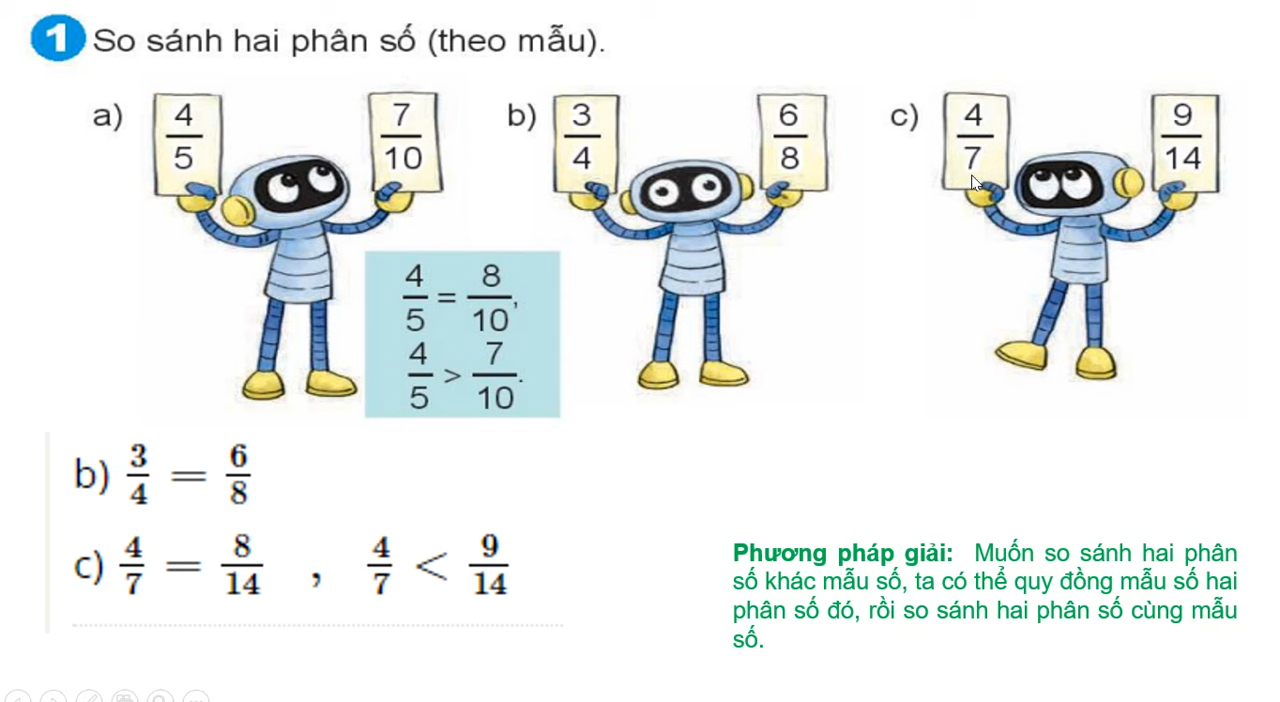 1 So sánh hai phân số (theo mẫu).
a) 4/5 7/10 b) 3/4 6/8 c) 4/7 9/14
4/5 = 8/10,
4/5 > 7/10.
b) 3/4 = 6/8
c) 4/7 = 8/14 , 4/7 < 9/14
Phương pháp giải: Muốn so sánh hai phân
số khác mẫu số, ta có thể quy đồng mẫu số hai
phân số đó, rồi so sánh hai phân số cùng mẫu
số.